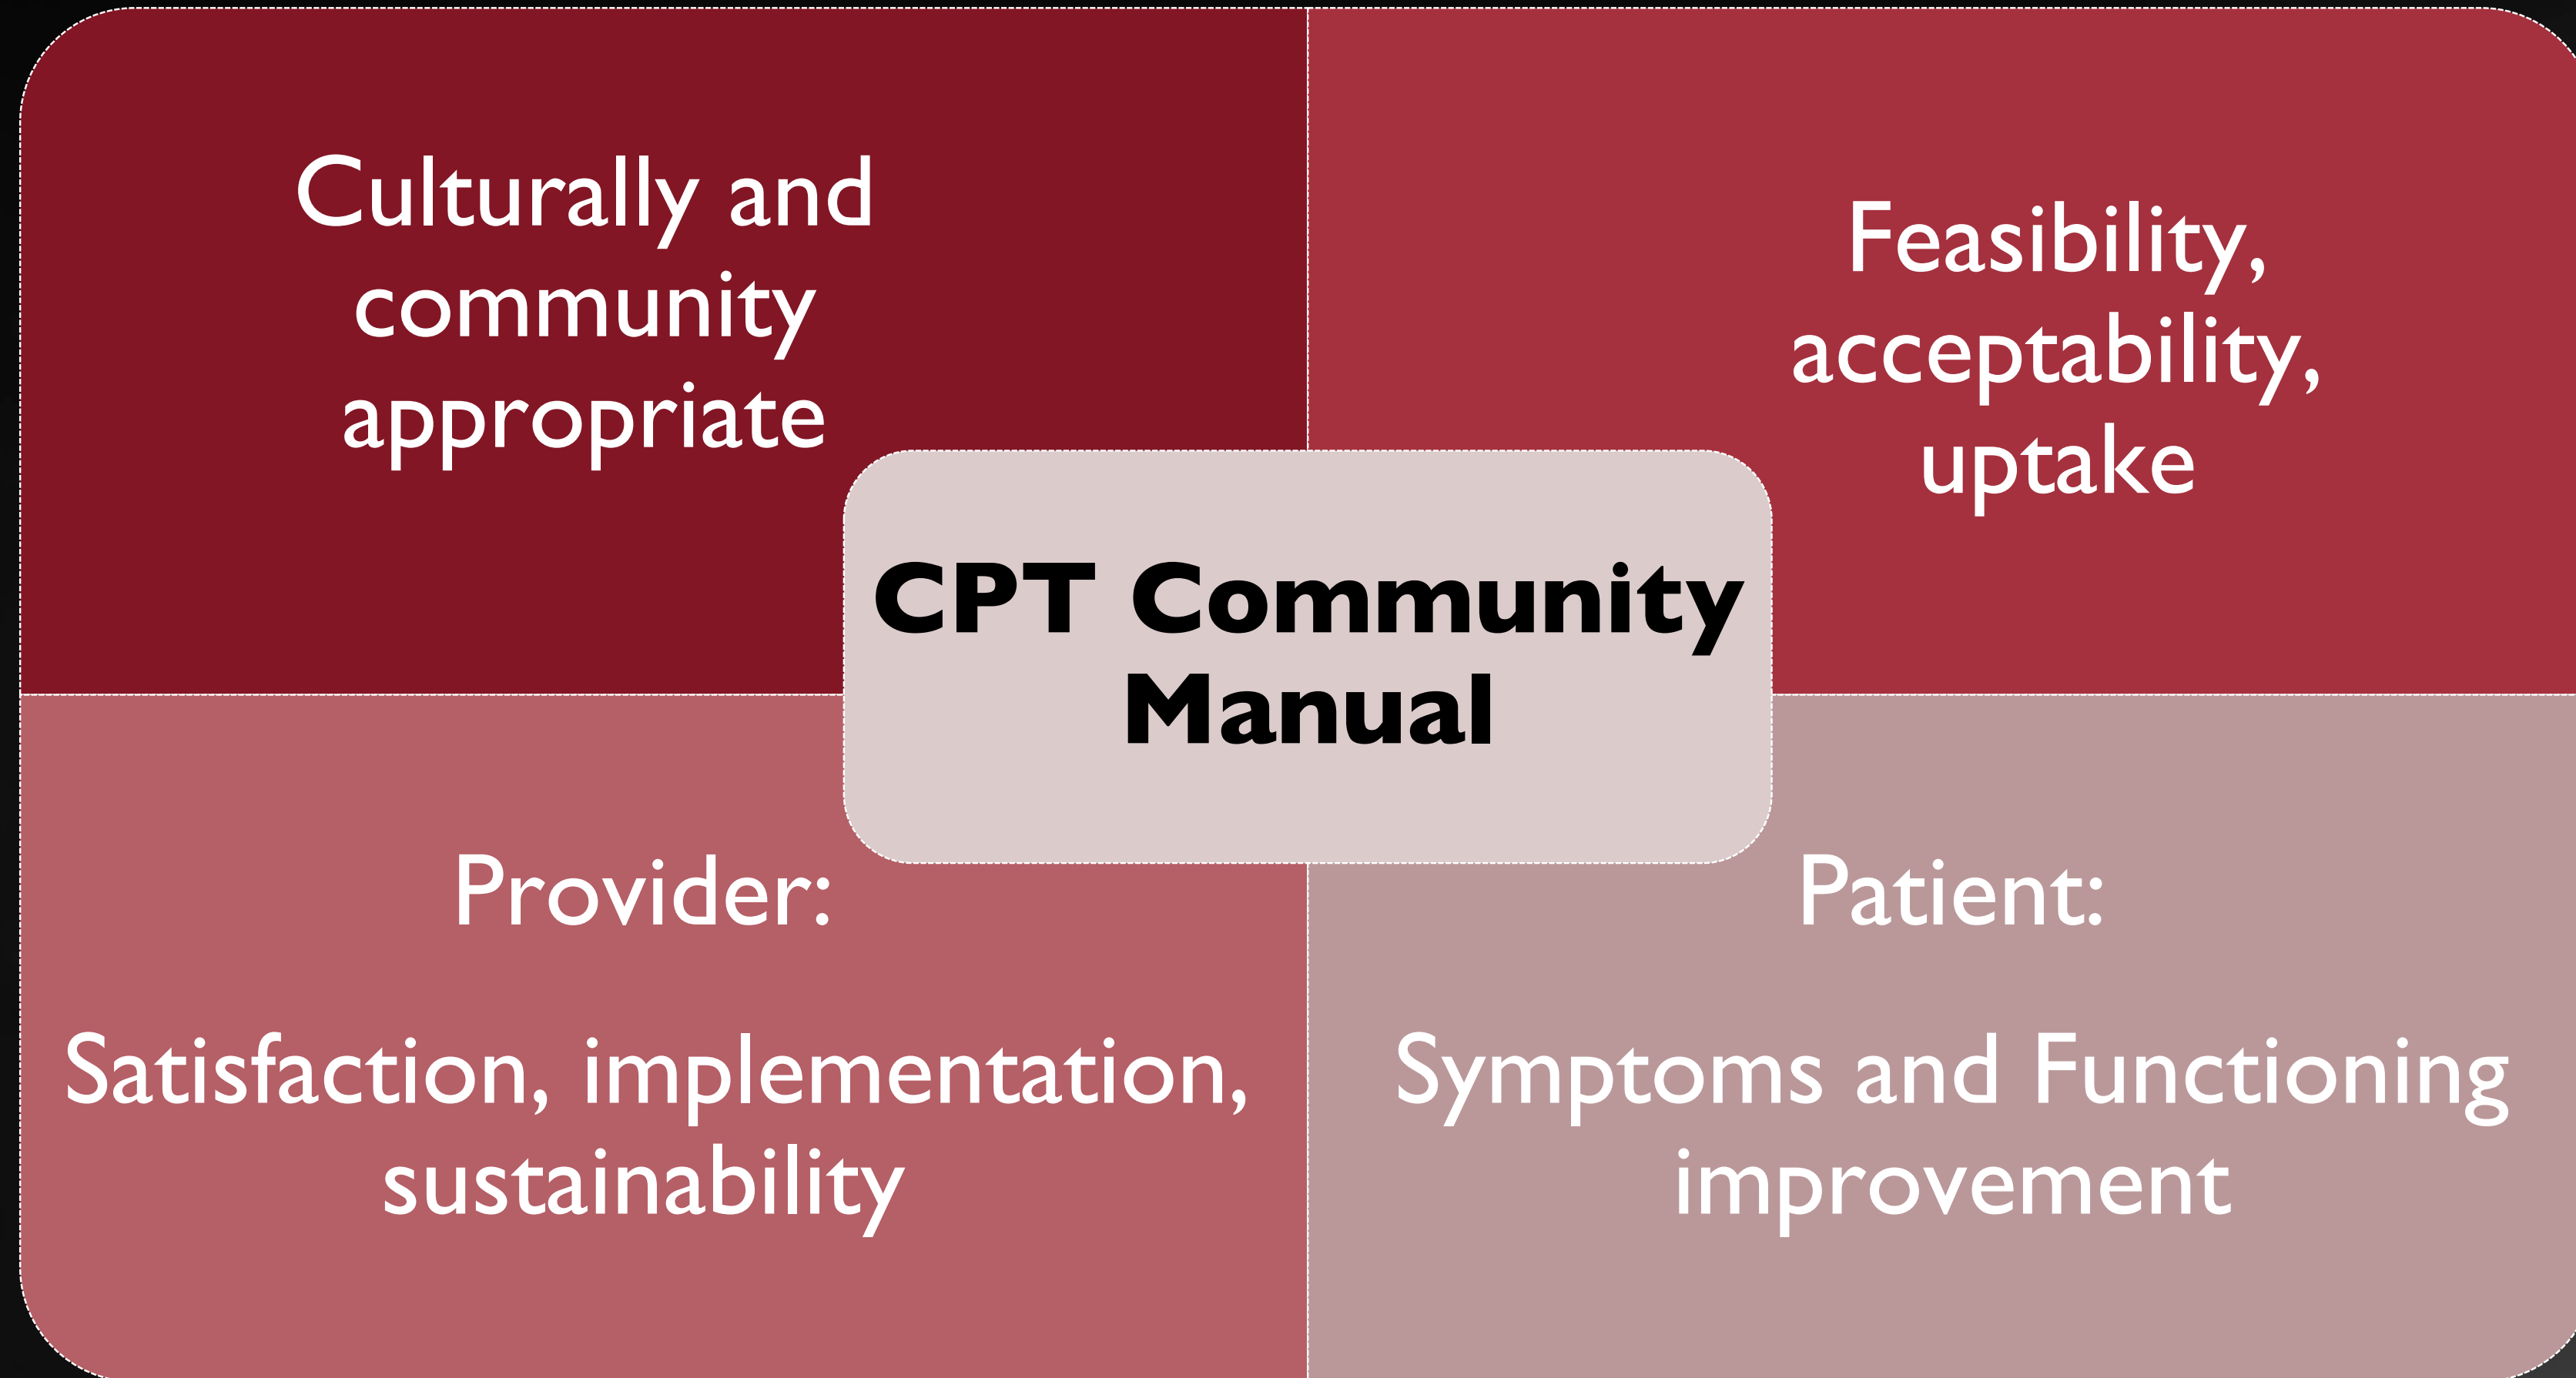 Culturally and
community
appropriate
Feasibility,
acceptability,
uptake
CPT Community
Manual
Provider:
Satisfaction, implementation,
sustainability
Patient:
Symptoms and Functioning
improvement